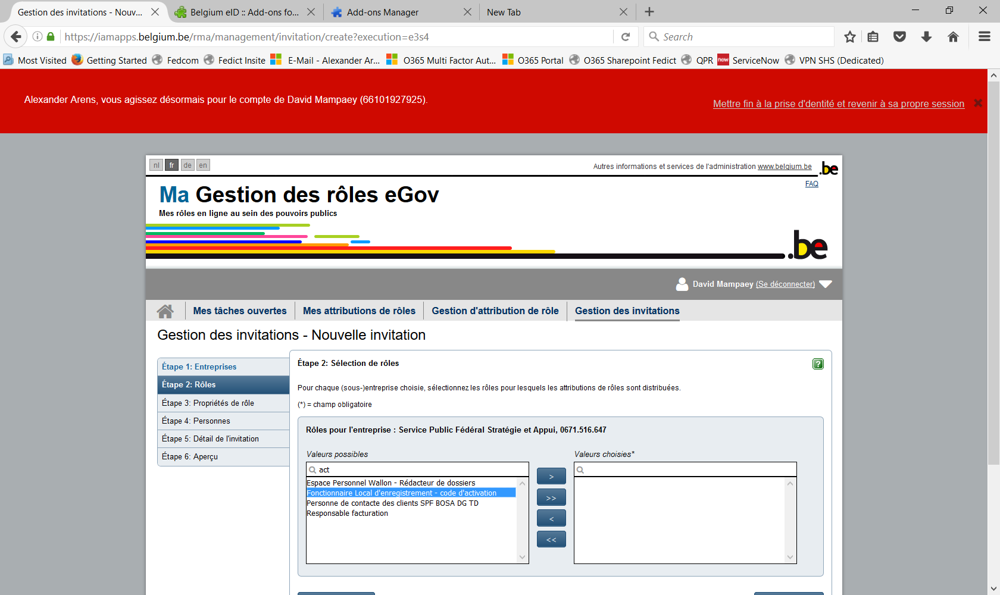 Gestion des invitations - Nouv...
Belgium eID :: Add-ons fo...
Add-ons Manager
New Tab
https://iamapps.belgium.be/rma/management/invitation/create?execution=e3s4
Search
Most Visited
Getting Started
Fedcom
Fedict Insite
E-Mail - Alexander Ar...
O365 Multi Factor Aut...
O365 Portal
O365 Sharepoint Fedict
QPR
now
ServiceNow
VPN SHS (Dedicated)
Alexander Arens, vous agissez désormais pour le compte de David Mampaey (66101927925).
Mettre fin à la prise d'dentité et revenir à sa propre session
nl fr de en
Autres informations et services de l'administration www.belgium.be
.be
FAQ
Ma Gestion des rôles eGov
Mes rôles en ligne au sein des pouvoirs publics
.be
David Mampaey (Se déconnecter)
Mes tâches ouvertes
Mes attributions de rôles
Gestion d'attribution de rôle
Gestion des invitations
Gestion des invitations - Nouvelle invitation
Étape 1: Entreprises
Étape 2: Rôles
Étape 3: Propriétés de rôle
Étape 4: Personnes
Étape 5: Détail de l'invitation
Étape 6: Aperçu
Étape 2: Sélection de rôles
?
Pour chaque (sous-)entreprise choisie, sélectionnez les rôles pour lesquels les attributions de rôles sont distribuées.
(*) = champ obligatoire
Rôles pour l'entreprise : Service Public Fédéral Stratégie et Appui, 0671.516.647
Valeurs possibles
act
Espace Personnel Wallon - Rédacteur de dossiers
Fonctionnaire Local d'enregistrement - code d'activation
Personne de contacte des clients SPF BOSA DG TD
Responsable facturation
>
>>
<
<<
Valeurs choisies*